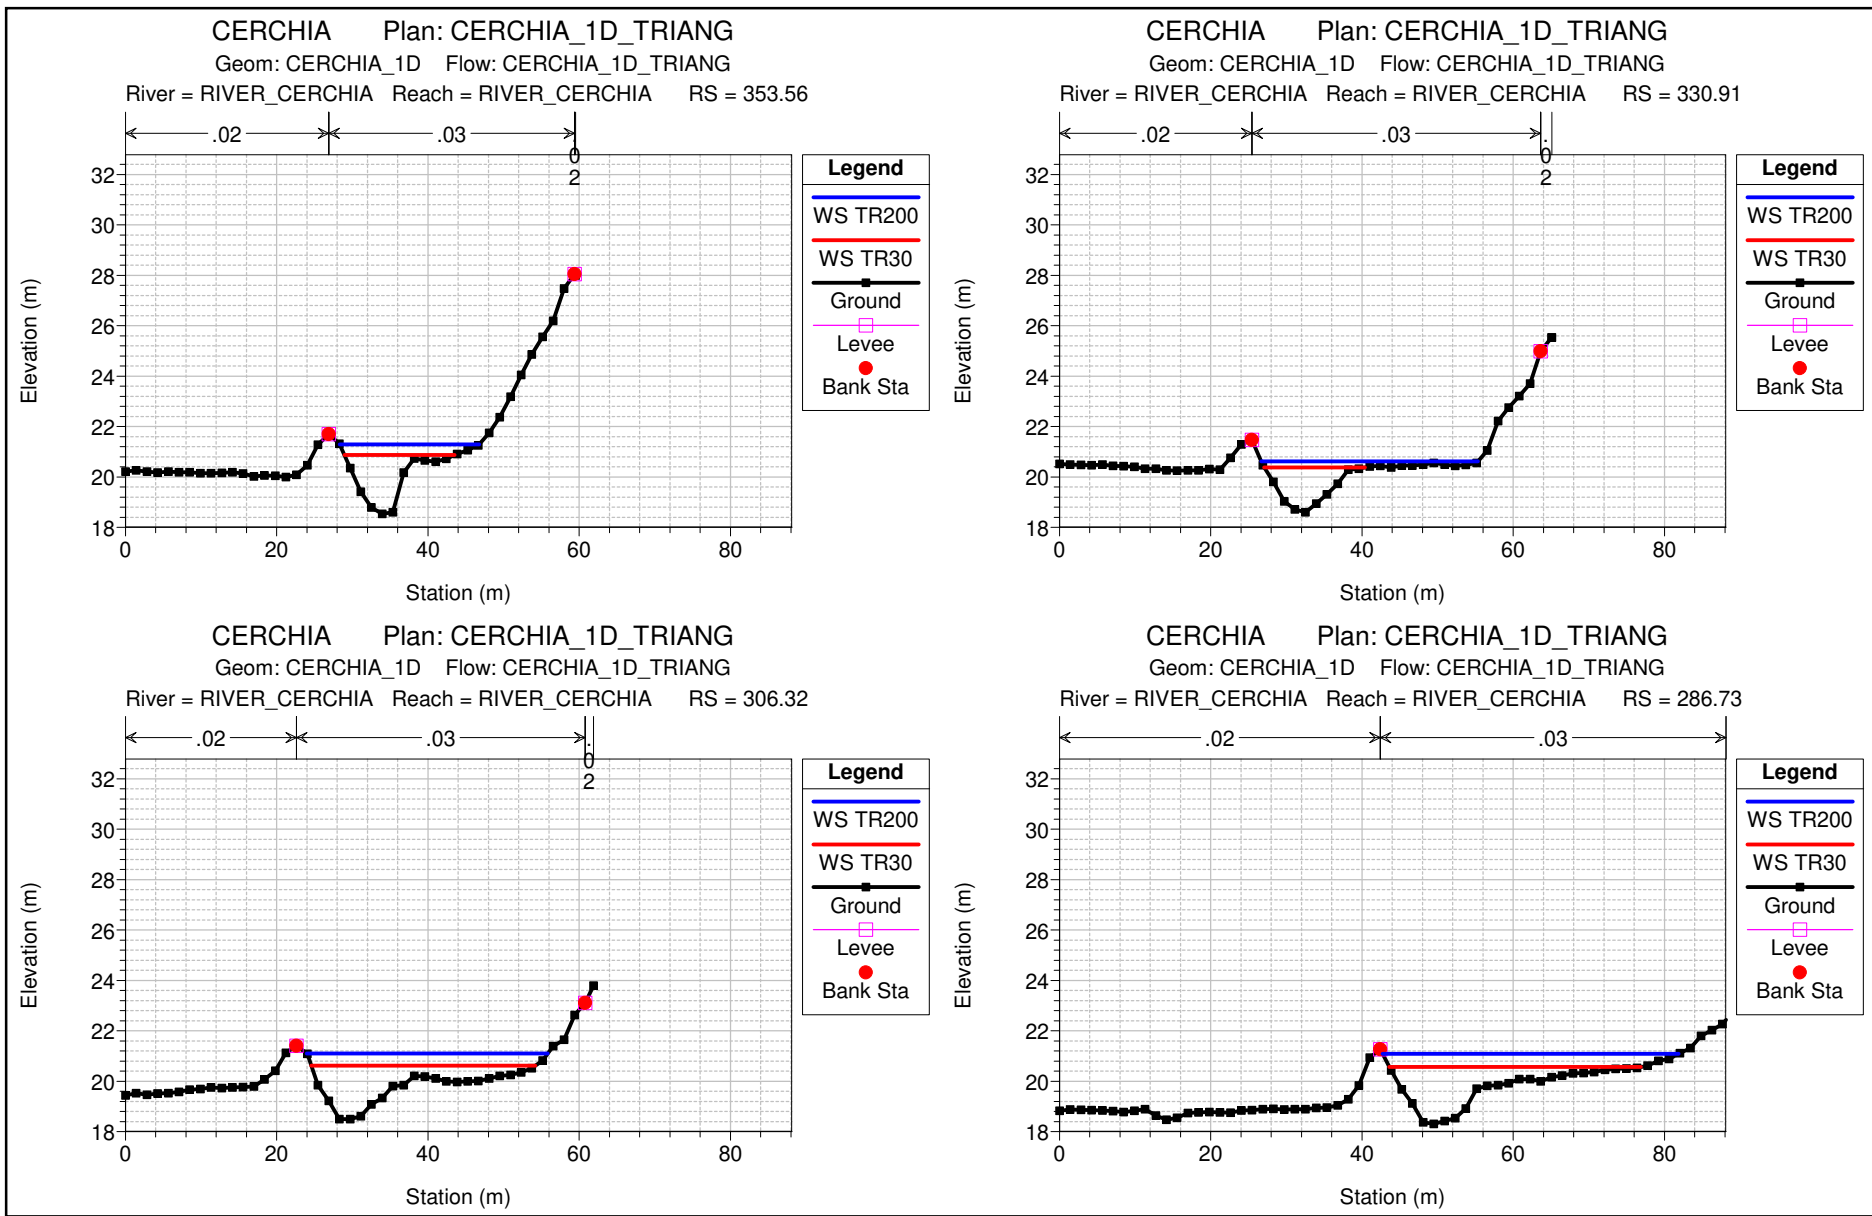 CERCHIA Plan: CERCHIA_1D_TRIANG
Geom: CERCHIA_1D Flow: CERCHIA_1D_TRIANG
River = RIVER_CERCHIA Reach = RIVER_CERCHIA RS = 353.56
.02 .03 .02
Elevation (m)
32
30
28
26
24
22
20
18
0 20 40 60 80
Station (m)
Legend
WS TR200
WS TR30
Ground
Levee
Bank Sta
CERCHIA Plan: CERCHIA_1D_TRIANG
Geom: CERCHIA_1D Flow: CERCHIA_1D_TRIANG
River = RIVER_CERCHIA Reach = RIVER_CERCHIA RS = 330.91
.02 .03 .02
Elevation (m)
32
30
28
26
24
22
20
18
0 20 40 60 80
Station (m)
Legend
WS TR200
WS TR30
Ground
Levee
Bank Sta
CERCHIA Plan: CERCHIA_1D_TRIANG
Geom: CERCHIA_1D Flow: CERCHIA_1D_TRIANG
River = RIVER_CERCHIA Reach = RIVER_CERCHIA RS = 306.32
.02 .03 .02
Elevation (m)
32
30
28
26
24
22
20
18
0 20 40 60 80
Station (m)
Legend
WS TR200
WS TR30
Ground
Levee
Bank Sta
CERCHIA Plan: CERCHIA_1D_TRIANG
Geom: CERCHIA_1D Flow: CERCHIA_1D_TRIANG
River = RIVER_CERCHIA Reach = RIVER_CERCHIA RS = 286.73
.02 .03
Elevation (m)
32
30
28
26
24
22
20
18
0 20 40 60 80
Station (m)
Legend
WS TR200
WS TR30
Ground
Levee
Bank Sta